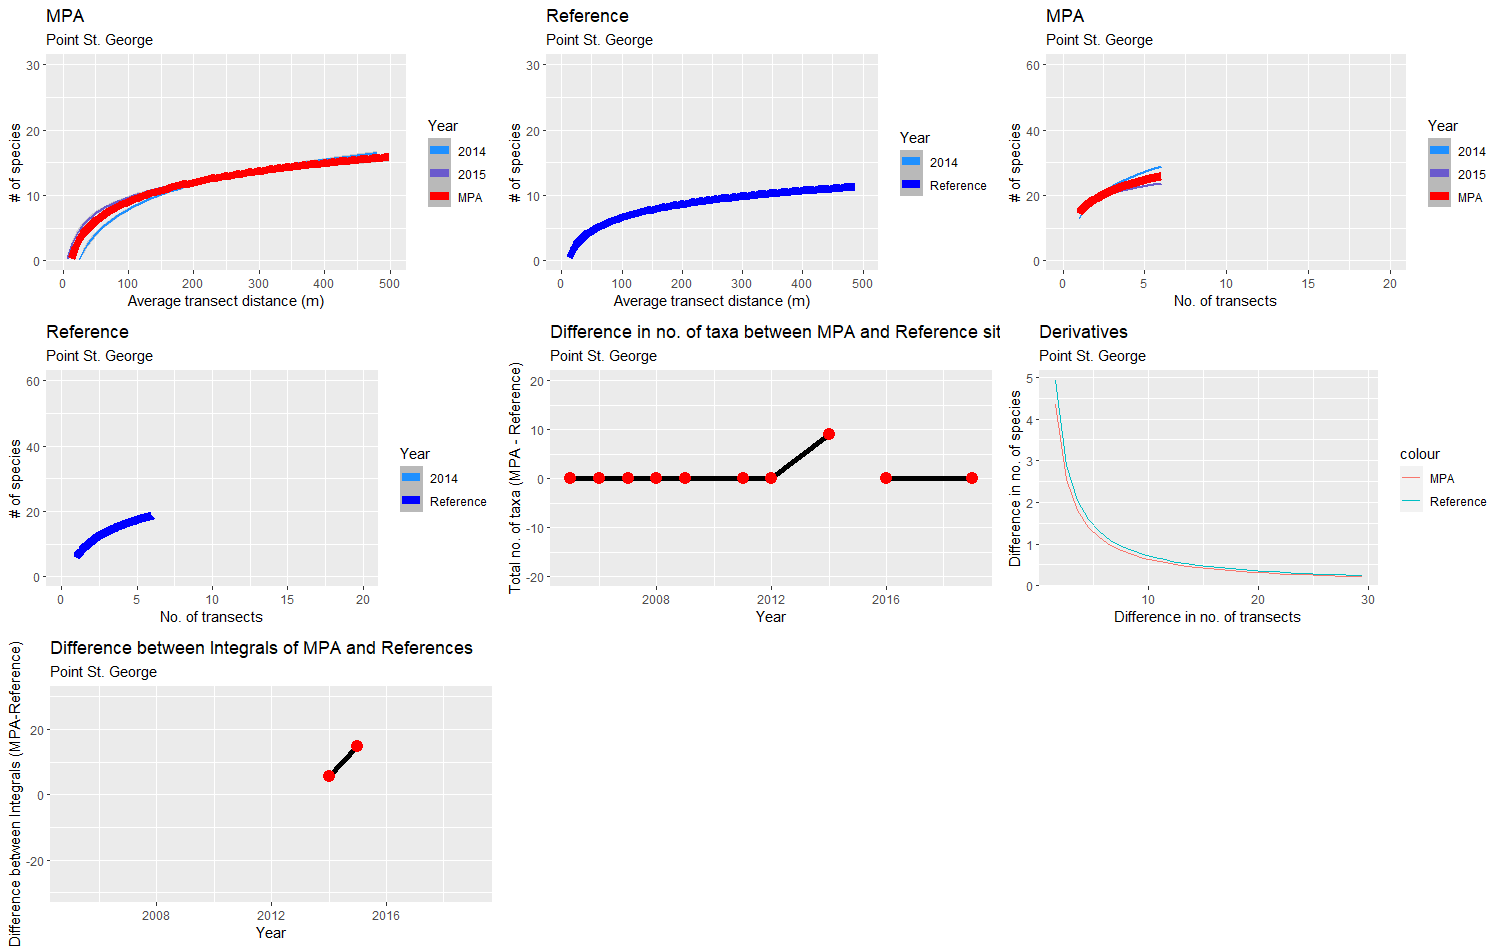 MPA
Point St. George
# of species
30
20
10
0
0 100 200 300 400 500
Average transect distance (m)
Year
2014
2015
MPA
Reference
Point St. George
# of species
30
20
10
0
0 100 200 300 400 500
Average transect distance (m)
Year
2014
Reference
MPA
Point St. George
# of species
60
40
20
0
0 5 10 15 20
No. of transects
Year
2014
2015
MPA
Reference
Point St. George
# of species
60
40
20
0
0 5 10 15 20
No. of transects
Year
2014
Reference
Difference in no. of taxa between MPA and Reference sit
Point St. George
Total no. of taxa (MPA - Reference)
20
10
0
-10
-20
2008 2012 2016
Year
Derivatives
Point St. George
Difference in no. of species
5
4
3
2
1
0
10 20 30
Difference in no. of transects
colour
MPA
Reference
Difference between Integrals of MPA and References
Point St. George
Difference between Integrals (MPA-Reference)
20
0
-20
2008 2012 2016
Year